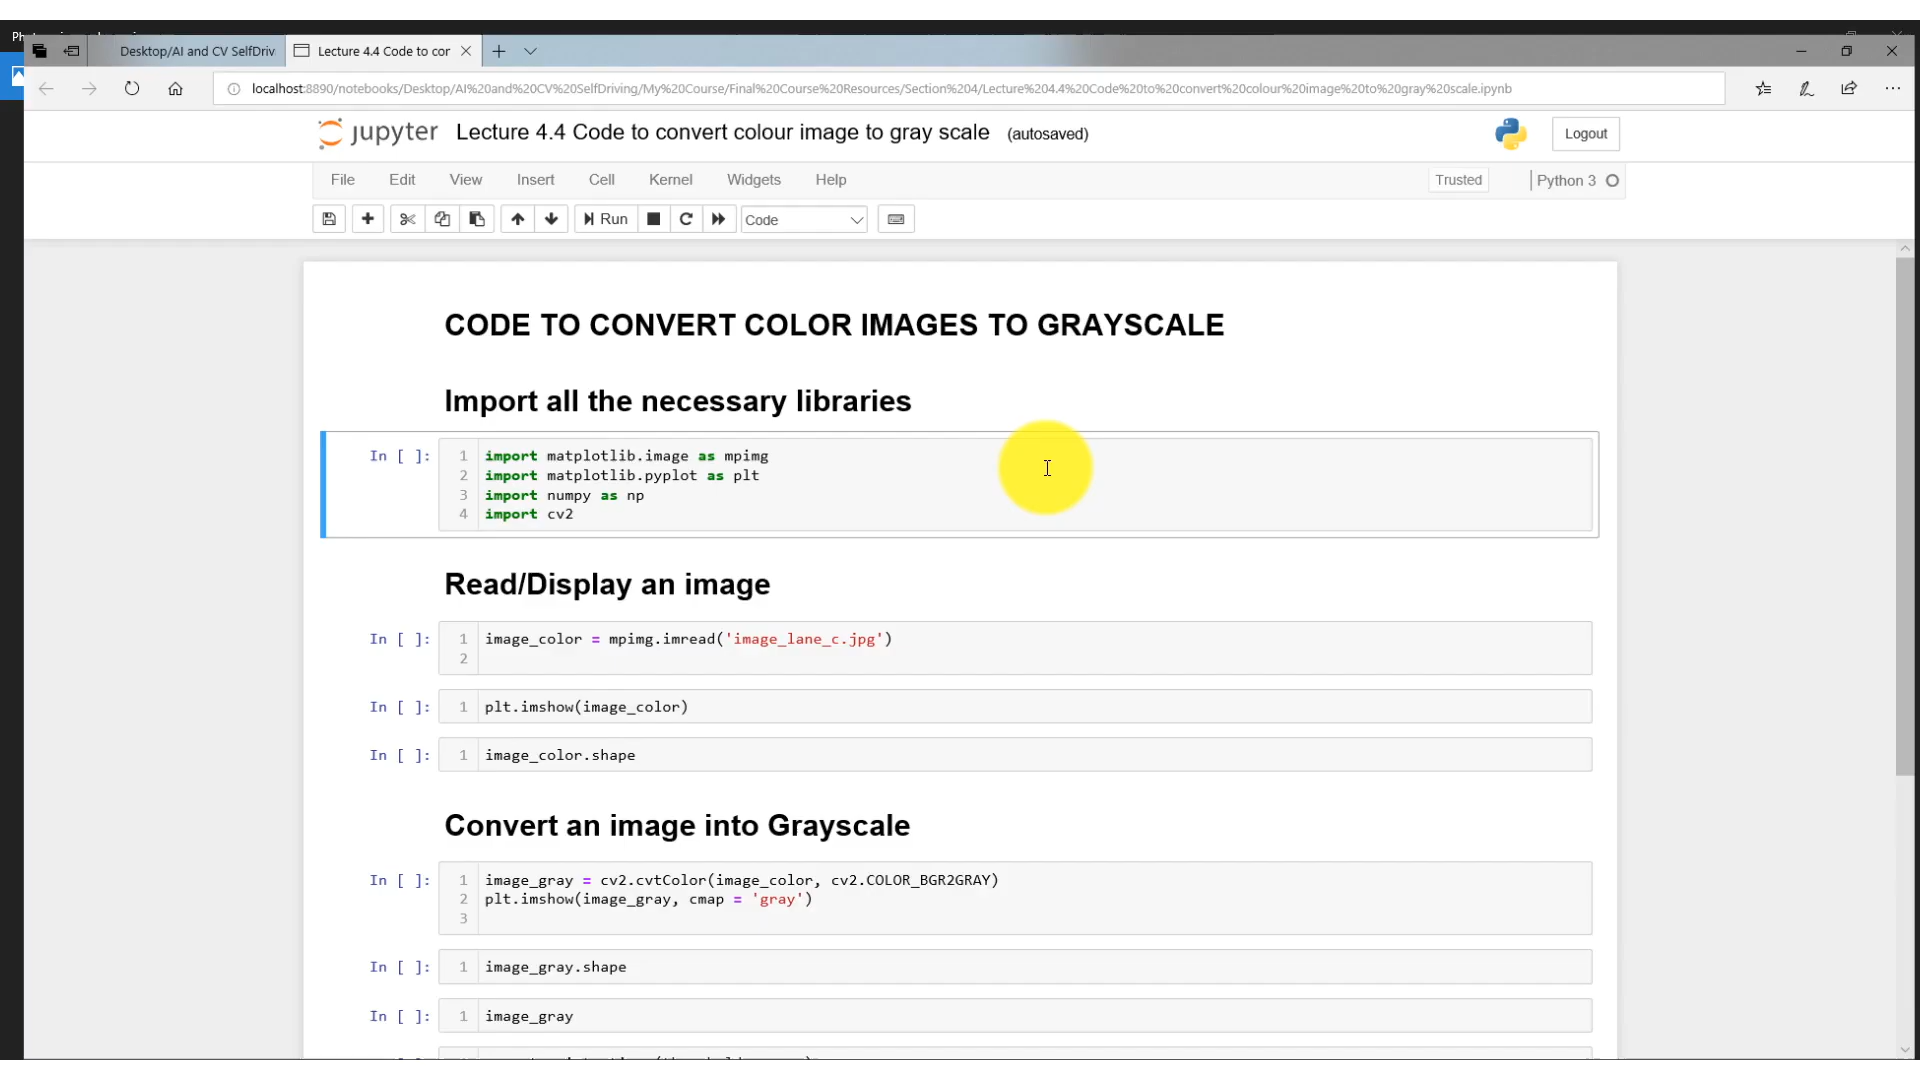 Desktop/AI and CV SelfDriv
Lecture 4.4 Code to cor
localhost:8890/notebooks/Desktop/AI%20and%20CV%20SelfDriving/My%20Course/Final%20Course%20Resources/Section%204/Lecture%204.4%20Code%20to%20convert%20colour%20image%20to%20gray%20scale.ipynb
jupyter Lecture 4.4 Code to convert colour image to gray scale (autosaved)
Logout
File Edit View Insert Cell Kernel Widgets Help
Trusted
Python 3
Run
Code
CODE TO CONVERT COLOR IMAGES TO GRAYSCALE
Import all the necessary libraries
In [ ]: 1 import matplotlib.image as mpimg
2 import matplotlib.pyplot as plt
3 import numpy as np
4 import cv2
Read/Display an image
In [ ]: 1 image_color = mpimg.imread('image_lane_c.jpg')
2
In [ ]: 1 plt.imshow(image_color)
In [ ]: 1 image_color.shape
Convert an image into Grayscale
In [ ]: 1 image_gray = cv2.cvtColor(image_color, cv2.COLOR_BGR2GRAY)
2 plt.imshow(image_gray, cmap = 'gray')
3
In [ ]: 1 image_gray.shape
In [ ]: 1 image_gray